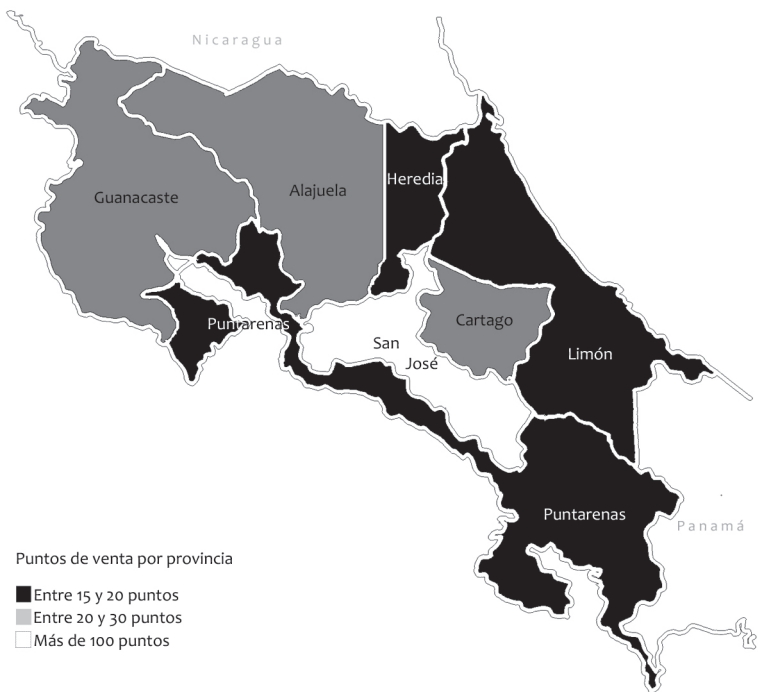 Nicaragua
Guanacaste
Alajuela
Heredia
Puntarenas
San
José
Cartago
Limón
Puntarenas
Panamá
Puntos de venta por provincia
Entre 15 y 20 puntos
Entre 20 y 30 puntos
Más de 100 puntos